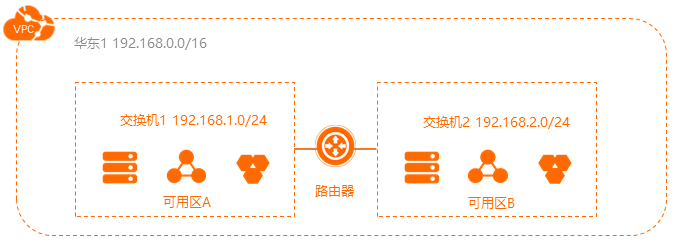 VPC
华东1 192.168.0.0/16
交换机1 192.168.1.0/24
可用区A
路由器
交换机2 192.168.2.0/24
可用区B